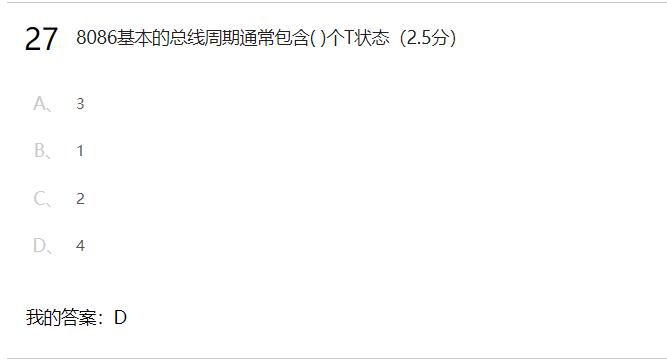 27 8086基本的总线周期通常包含( )个T状态（2.5分）
A、 3
B、 1
C、 2
D、 4
我的答案：D